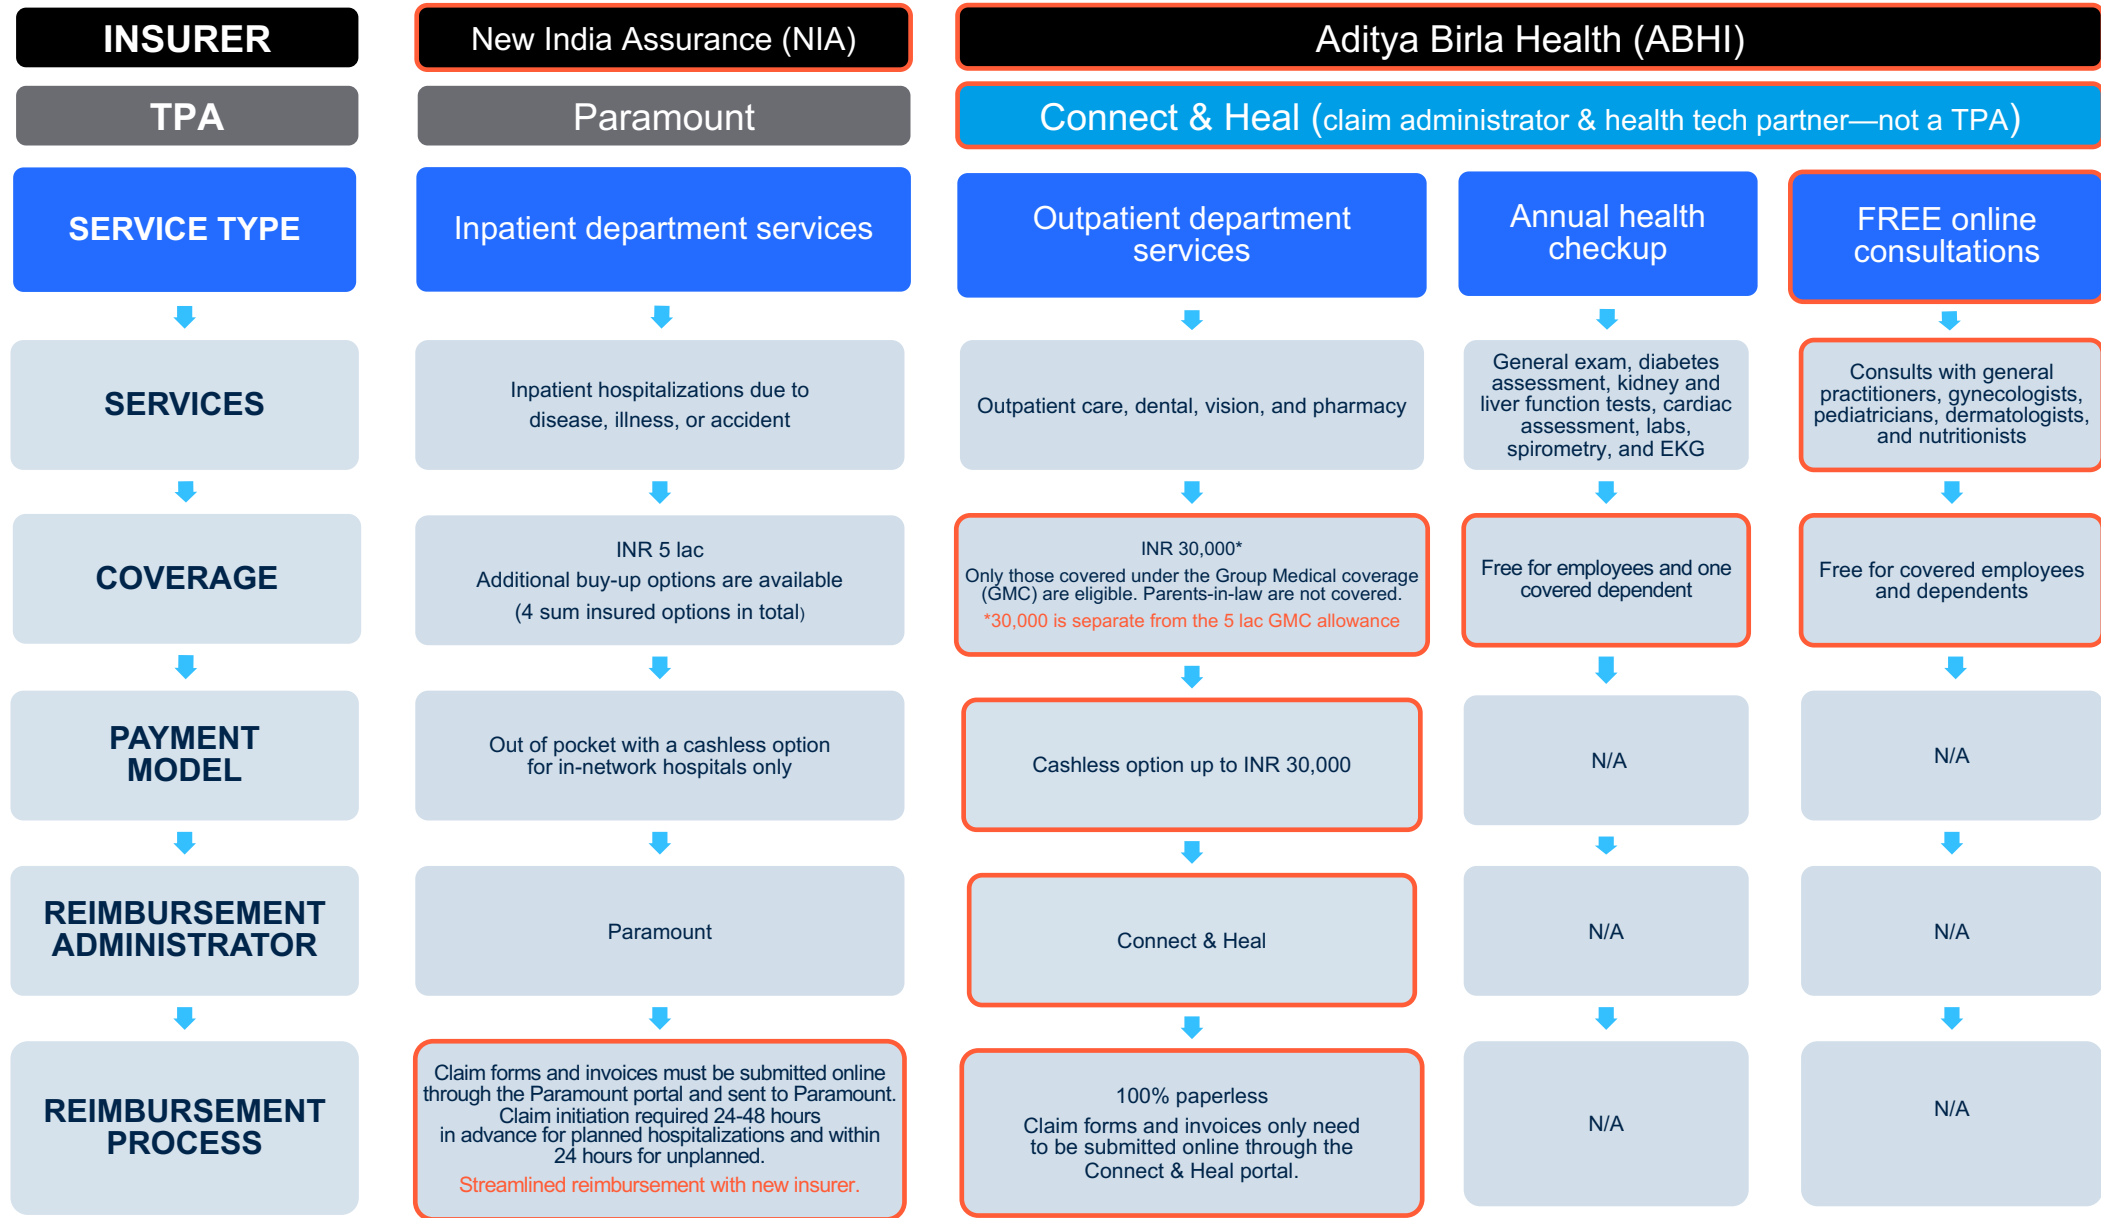 INSURER
New India Assurance (NIA)
Aditya Birla Health (ABHI)
TPA
Paramount
Connect & Heal (claim administrator & health tech partner—not a TPA)
SERVICE TYPE
Inpatient department services
Outpatient department
services
Annual health
checkup
FREE online
consultations
SERVICES
Inpatient hospitalizations due to
disease, illness, or accident
Outpatient care, dental, vision, and pharmacy
General exam, diabetes
assessment, kidney and
liver function tests, cardiac
assessment, labs,
spirometry, and EKG
Consults with general
practitioners, gynecologists,
pediatricians, dermatologists,
and nutritionists
COVERAGE
INR 5 lac
Additional buy-up options are available
(4 sum insured options in total)
INR 30,000*
Only those covered under the Group Medical coverage
(GMC) are eligible. Parents-in-law are not covered.
*30,000 is separate from the 5 lac GMC allowance
Free for employees and one
covered dependent
Free for covered employees
and dependents
PAYMENT
MODEL
Out of pocket with a cashless option
for in-network hospitals only
Cashless option up to INR 30,000
N/A
N/A
REIMBURSEMENT
ADMINISTRATOR
Paramount
Connect & Heal
N/A
N/A
REIMBURSEMENT
PROCESS
Claim forms and invoices must be submitted online
through the Paramount portal and sent to Paramount.
Claim initiation required 24-48 hours
in advance for planned hospitalizations and within
24 hours for unplanned.
Streamlined reimbursement with new insurer.
100% paperless
Claim forms and invoices only need
to be submitted online through the
Connect & Heal portal.
N/A
N/A